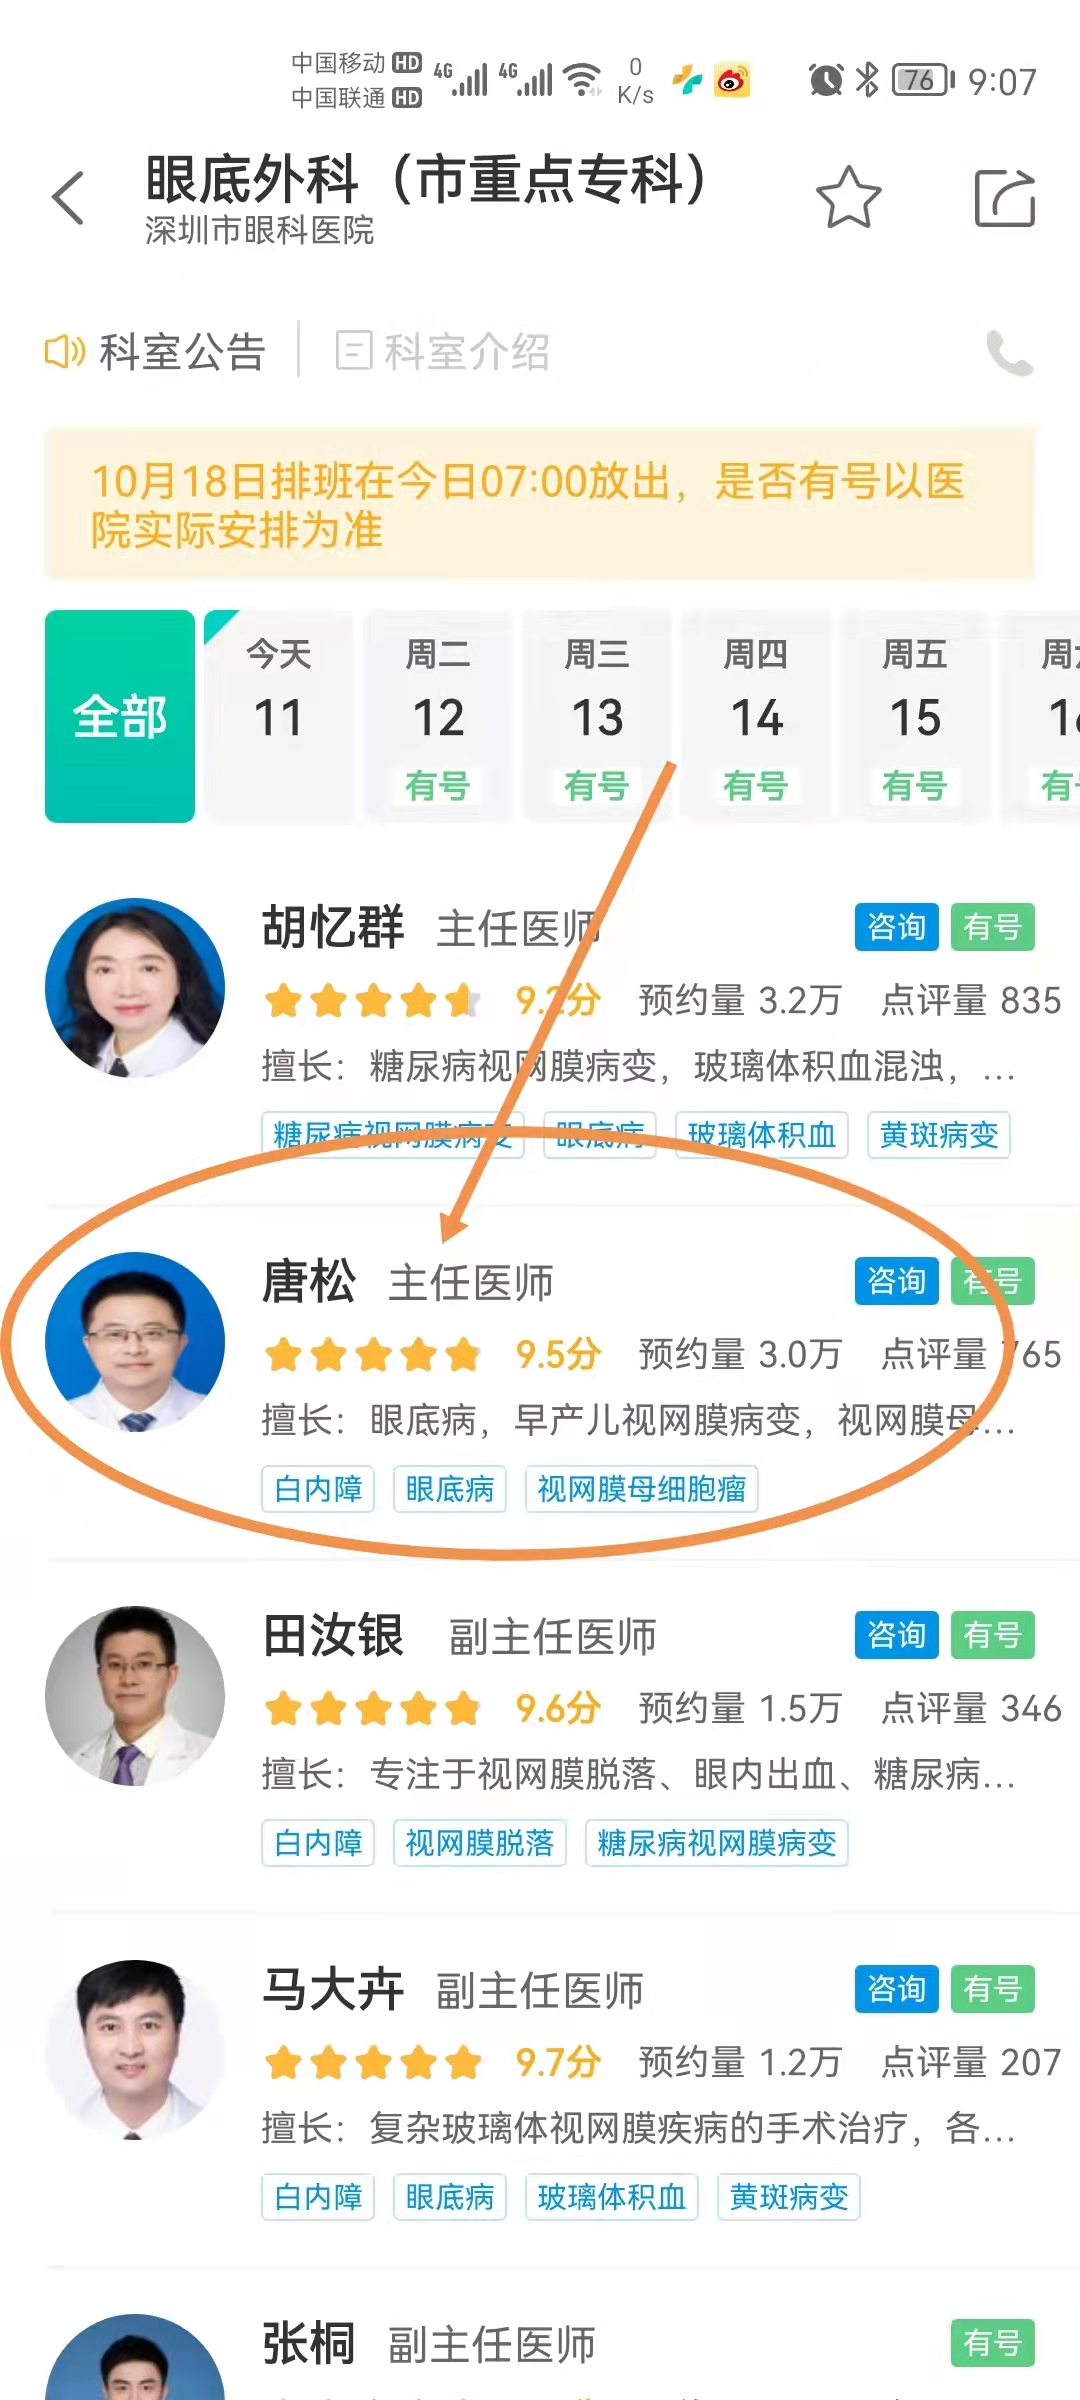 中国移动 HD 4G 4G 0 76 9:07
中国联通 HD K/s
眼底外科（市重点专科）
深圳市眼科医院
科室公告 科室介绍
10月18日排班在今日07:00放出，是否有号以医
院实际安排为准
全部
今天 周二 周三 周四 周五
11 12 13 14 15
有号 有号 有号 有号
胡忆群 主任医师 咨询 有号
9.2分 预约量 3.2万 点评量 835
擅长：糖尿病视网膜病变，玻璃体积血混浊，...
糖尿病视网膜病变 眼底病 玻璃体积血 黄斑病变
唐松 主任医师 咨询 有号
9.5分 预约量 3.0万 点评量 765
擅长：眼底病，早产儿视网膜病变，视网膜母...
白内障 眼底病 视网膜母细胞瘤
田汝银 副主任医师 咨询 有号
9.6分 预约量 1.5万 点评量 346
擅长：专注于视网膜脱落、眼内出血、糖尿病...
白内障 视网膜脱落 糖尿病视网膜病变
马大卉 副主任医师 咨询 有号
9.7分 预约量 1.2万 点评量 207
擅长：复杂玻璃体视网膜疾病的手术治疗，各...
白内障 眼底病 玻璃体积血 黄斑病变
张桐 副主任医师 有号